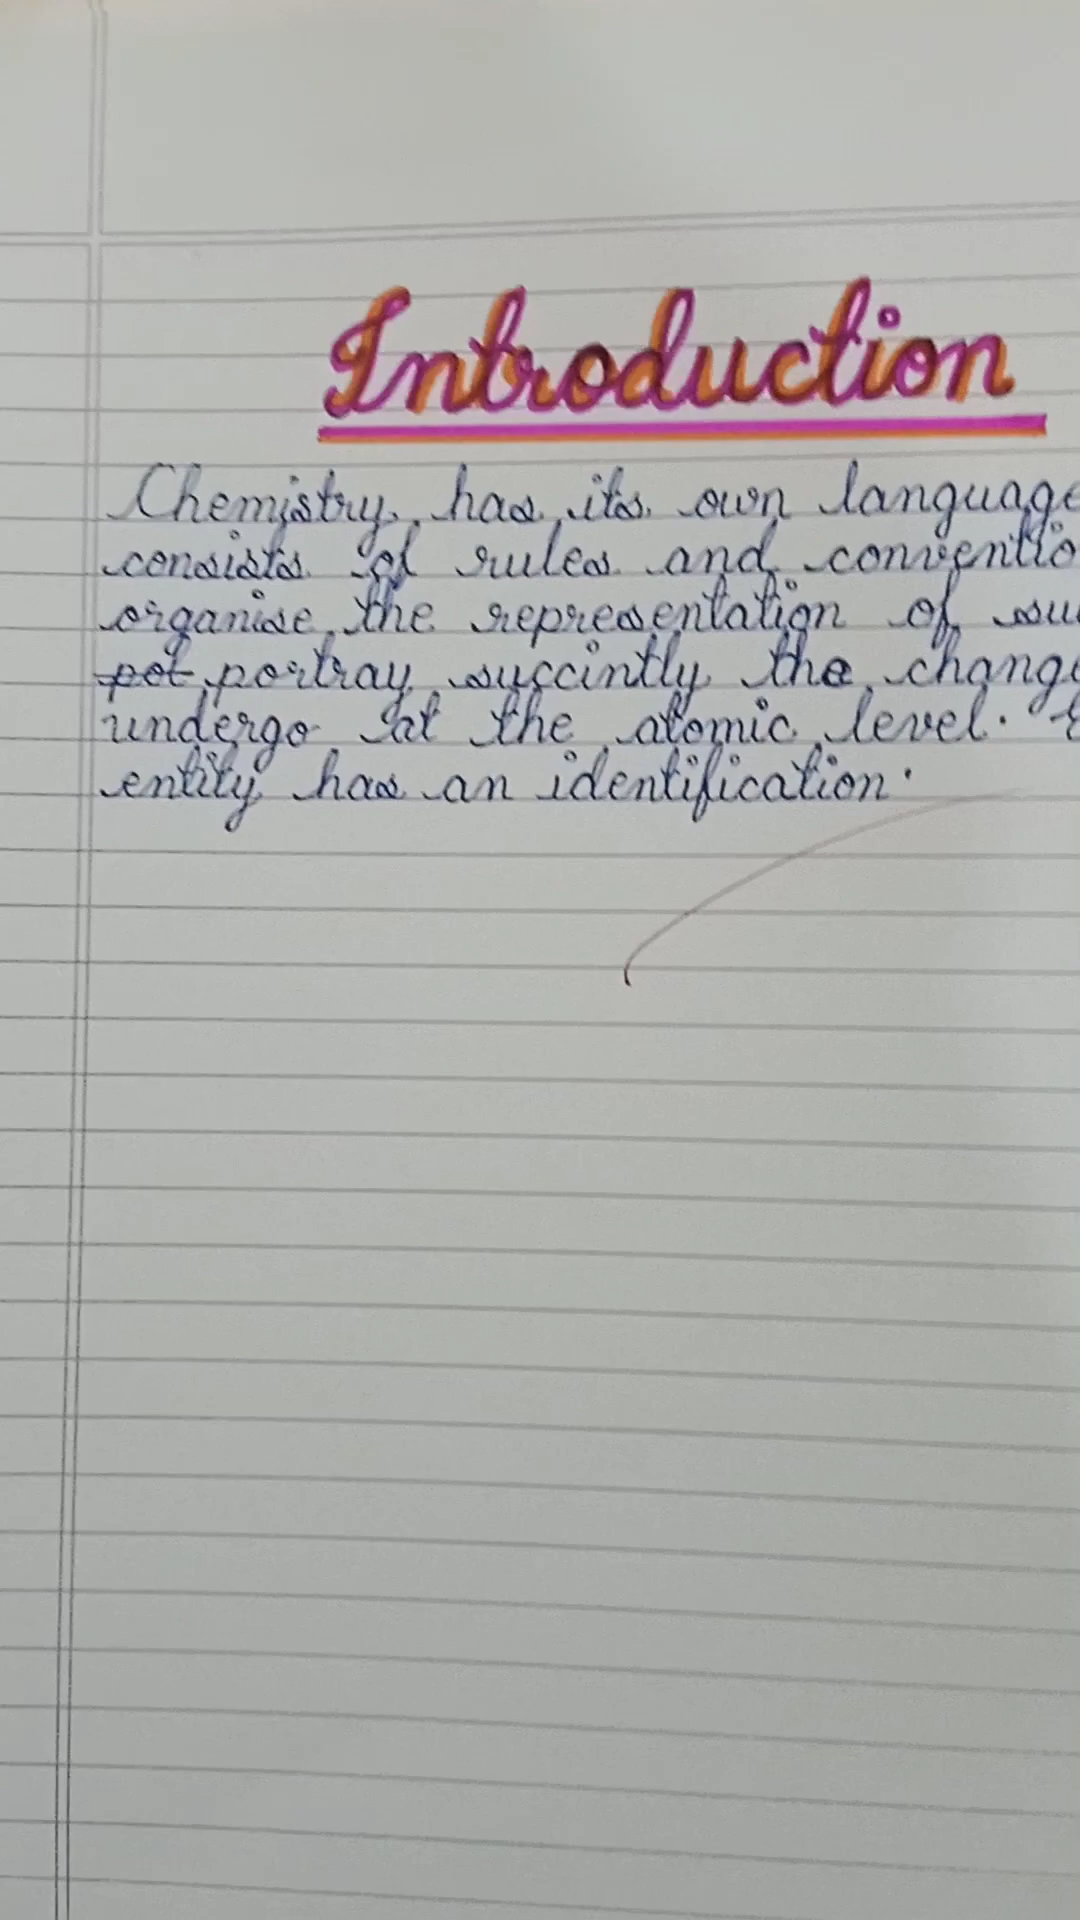 Introduction
Chemistry has its own language
consists of rules and conventio
organise the representation of su
pot portray succintly the change
undergo at the atomic level. E
entity has an identification.